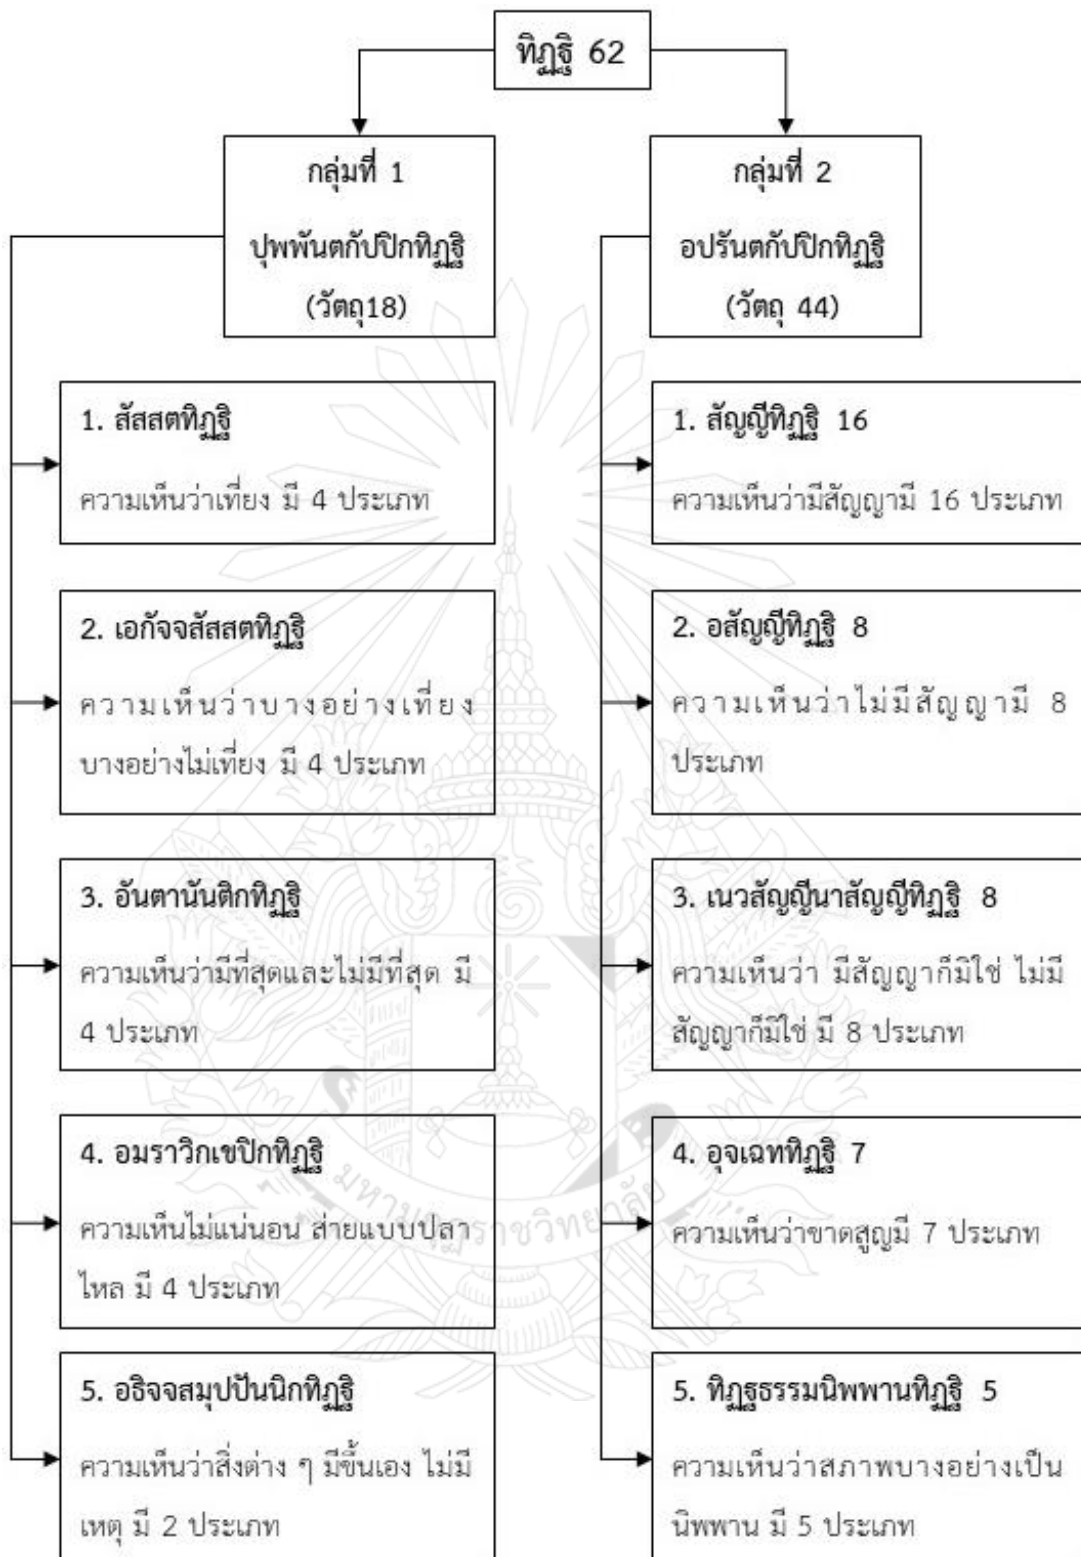 ทิฏฐิ 62
กลุ่มที่ 1
ปุพพันตกัปปิกทิฏฐิ
(วัตถุ18)
1. สัสสตทิฏฐิ
ความเห็นว่าเที่ยง มี 4 ประเภท
2. เอกัจจสัสสตทิฏฐิ
ความเห็นว่าบางอย่างเที่ยง
บางอย่างไม่เที่ยง มี 4 ประเภท
3. อันตานันติกทิฏฐิ
ความเห็นว่ามีที่สุดและไม่มีที่สุด มี
4 ประเภท
4. อมราวิกเขปิกทิฏฐิ
ความเห็นไม่แน่นอน ส่ายแบบปลา
ไหล มี 4 ประเภท
5. อธิจจสมุปปันนิกทิฏฐิ
ความเห็นว่าสิ่งต่าง ๆ มีขึ้นเอง ไม่มี
เหตุ มี 2 ประเภท
กลุ่มที่ 2
อปรันตกัปปิกทิฏฐิ
(วัตถุ 44)
1. สัญญีทิฏฐิ 16
ความเห็นว่ามีสัญญามี 16 ประเภท
2. อสัญญีทิฏฐิ 8
ความเห็นว่าไม่มีสัญญามี 8
ประเภท
3. เนวสัญญีนาสัญญีทิฏฐิ 8
ความเห็นว่า มีสัญญาก็มิใช่ ไม่มี
สัญญาก็มิใช่ มี 8 ประเภท
4. อุจเฉททิฏฐิ 7
ความเห็นว่าขาดสูญมี 7 ประเภท
5. ทิฏฐธรรมนิพพานทิฏฐิ 5
ความเห็นว่าสภาพบางอย่างเป็น
นิพพาน มี 5 ประเภท
มหามกุฏราชวิทยาลัย